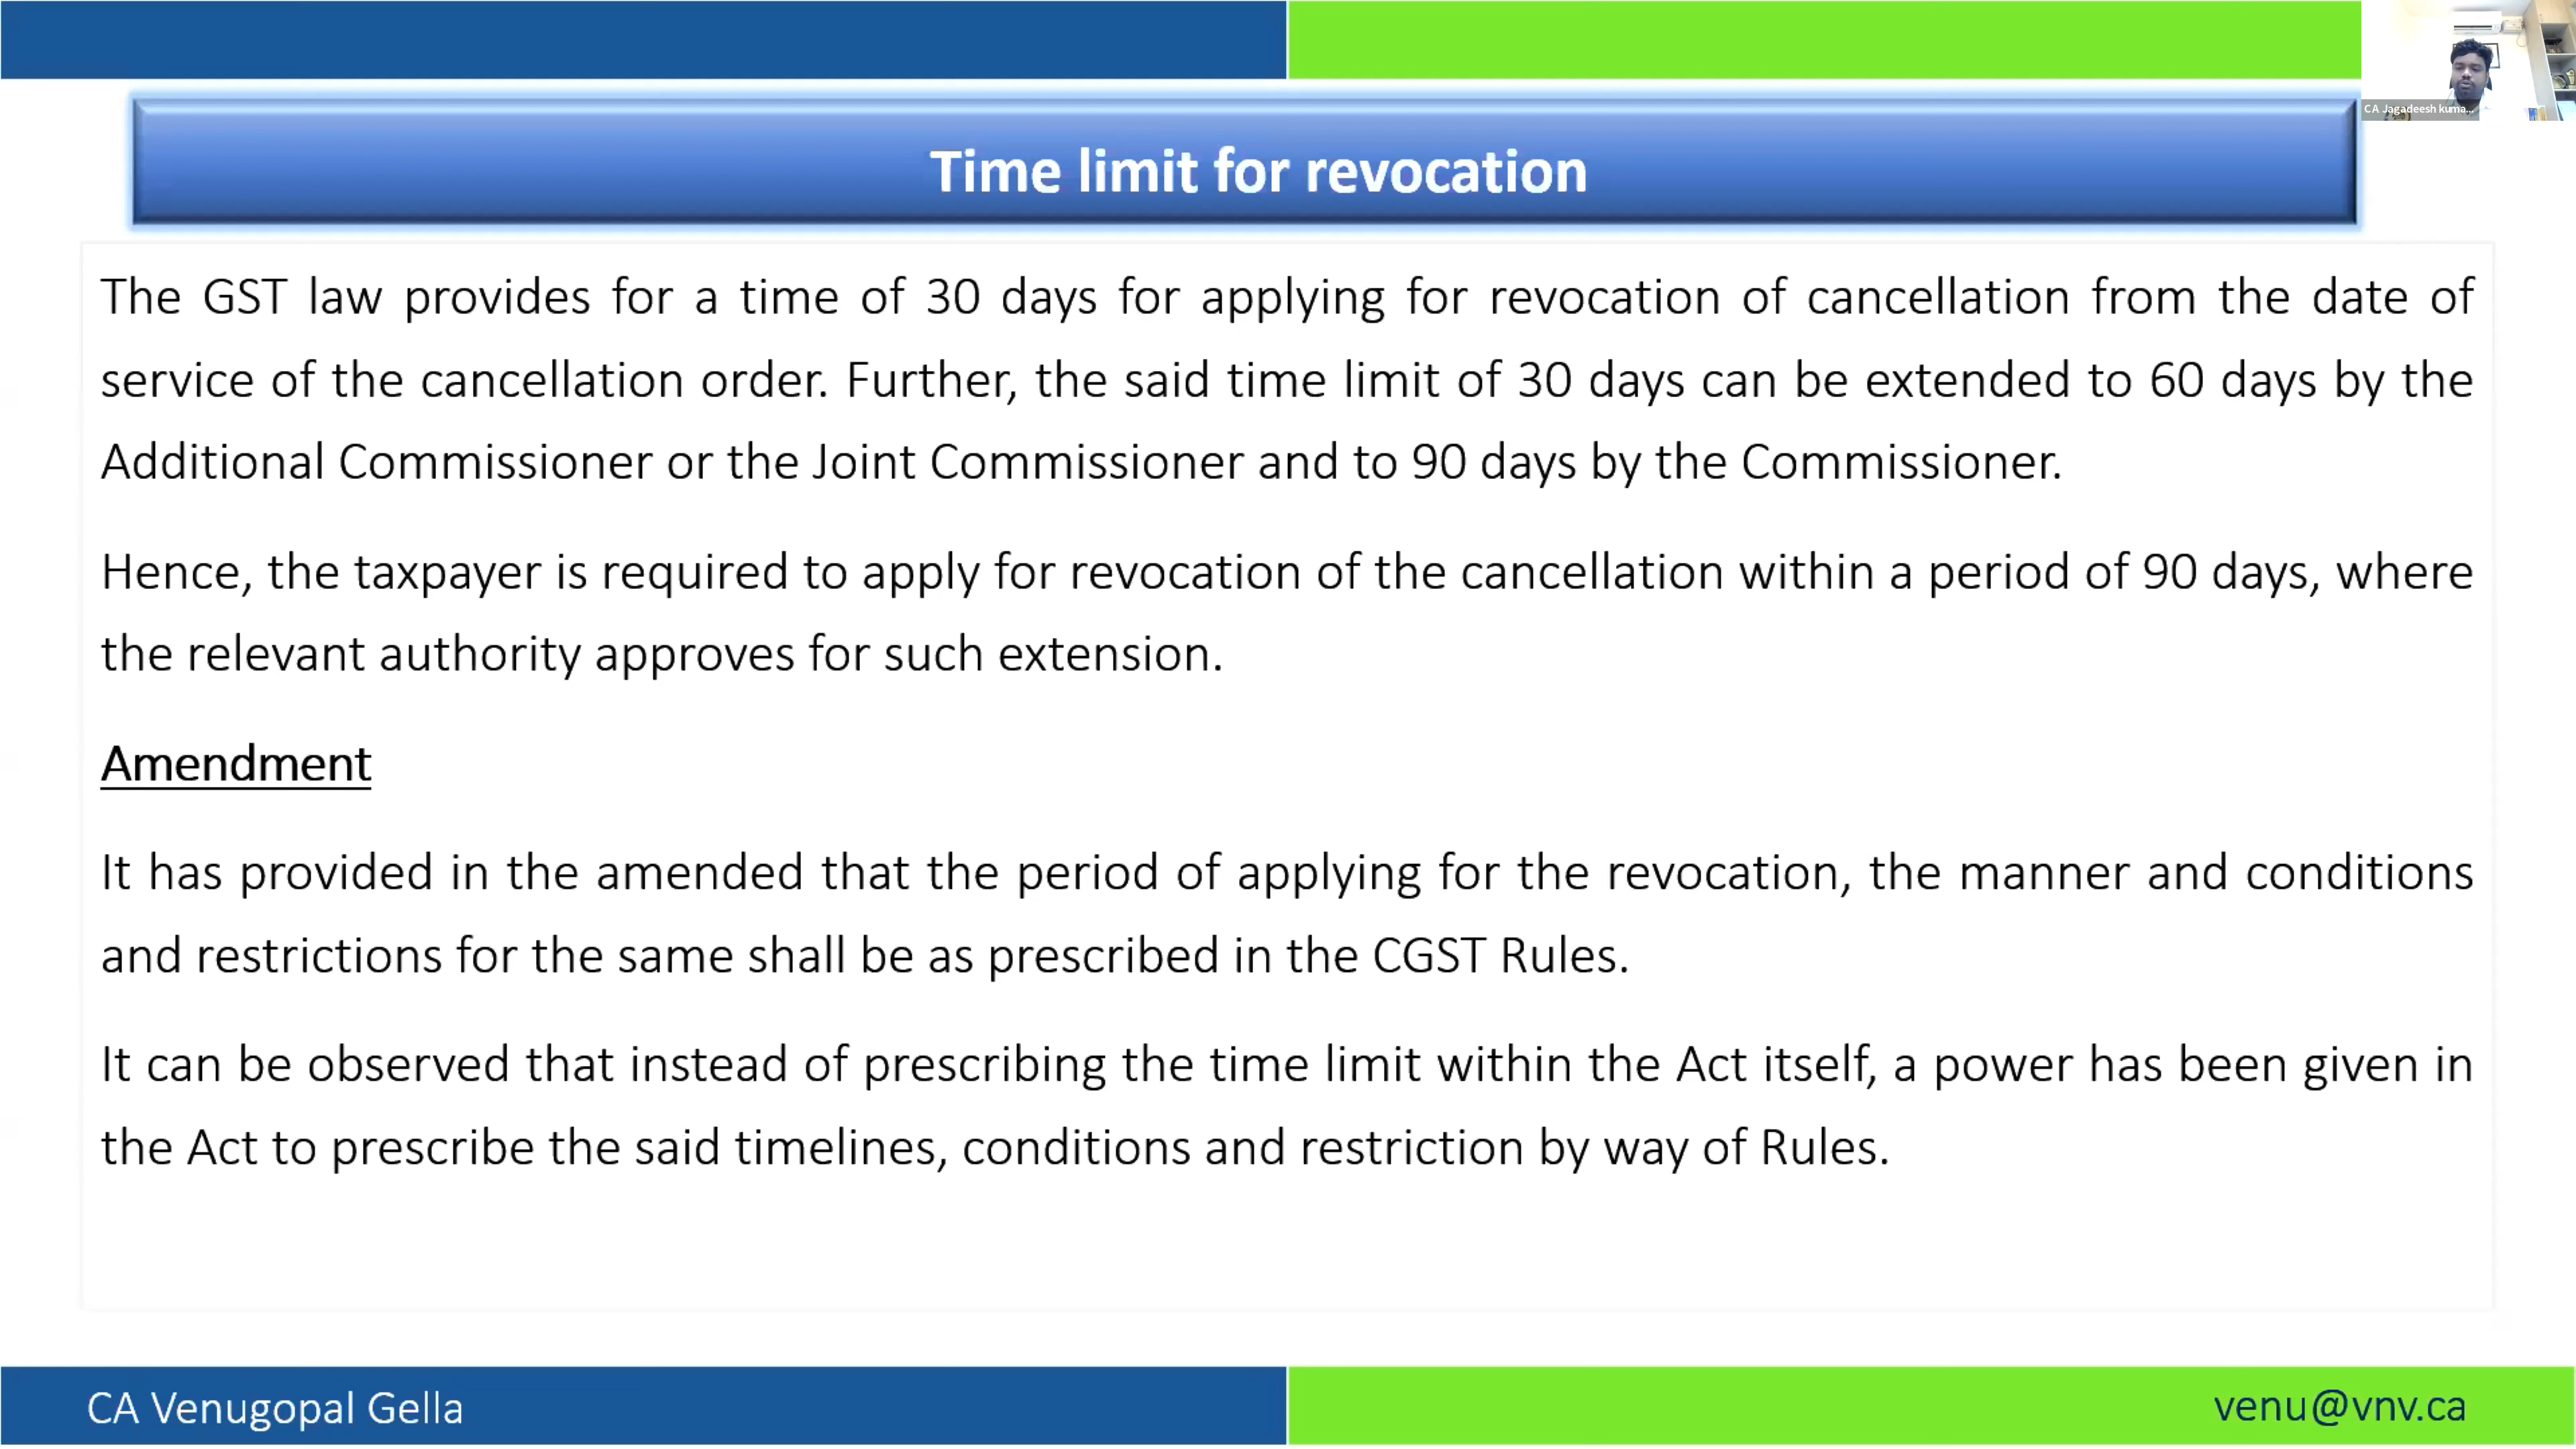 CA Jagadeesh kuma...
Time limit for revocation
The GST law provides for a time of 30 days for applying for revocation of cancellation from the date of
service of the cancellation order. Further, the said time limit of 30 days can be extended to 60 days by the
Additional Commissioner or the Joint Commissioner and to 90 days by the Commissioner.
Hence, the taxpayer is required to apply for revocation of the cancellation within a period of 90 days, where
the relevant authority approves for such extension.
Amendment
It has provided in the amended that the period of applying for the revocation, the manner and conditions
and restrictions for the same shall be as prescribed in the CGST Rules.
It can be observed that instead of prescribing the time limit within the Act itself, a power has been given in
the Act to prescribe the said timelines, conditions and restriction by way of Rules.
CA Venugopal Gella
venu@vnv.ca